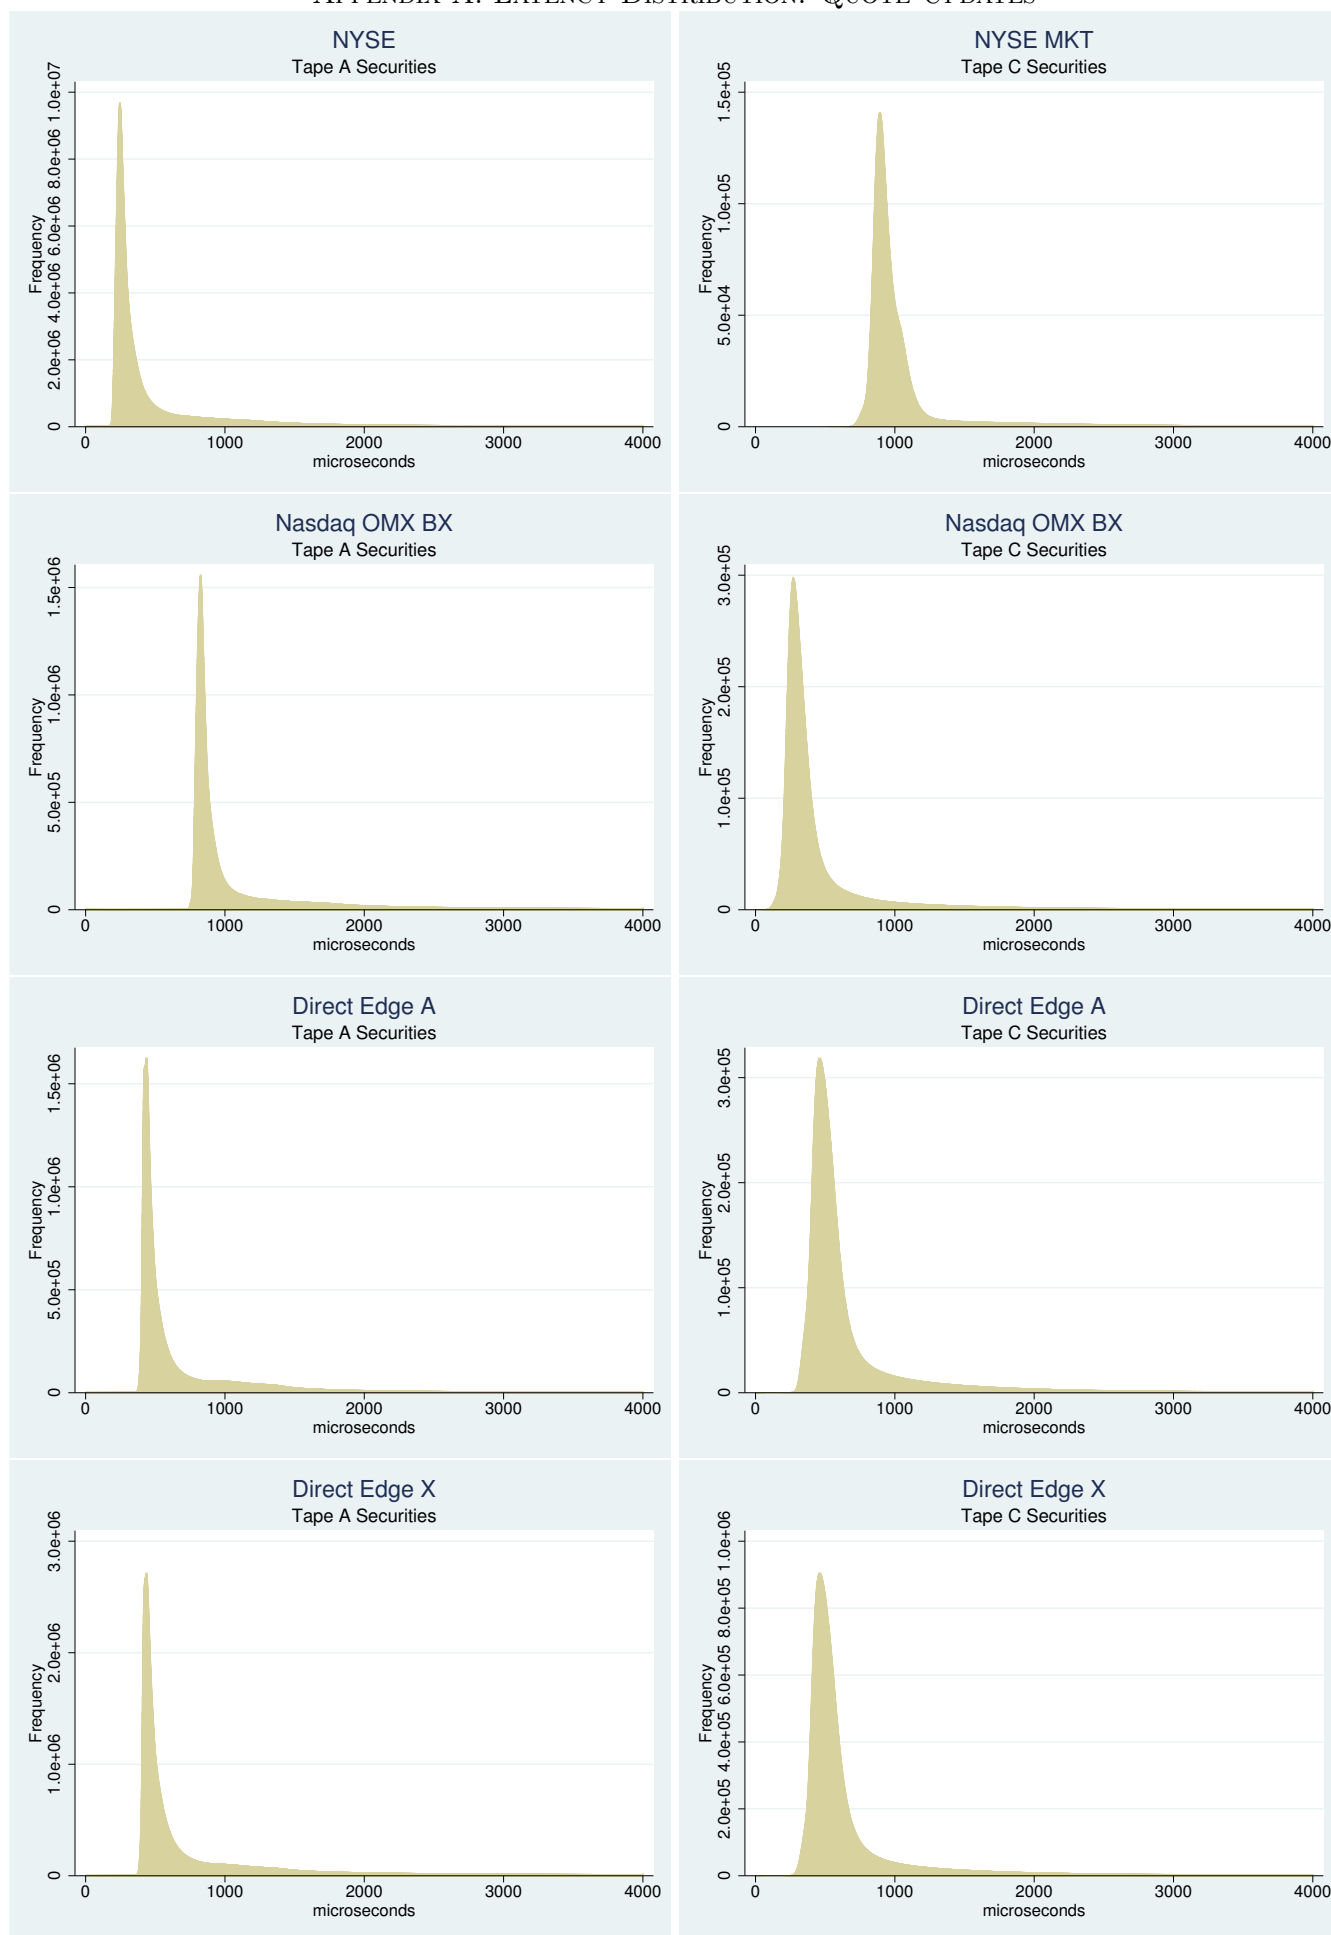 APPENDIX A: LATENCY DISTRIBUTION: QUOTE UPDATES
NYSE
Tape A Securities
Frequency
0 2.0e+06 4.0e+06 6.0e+06 8.0e+06 1.0e+07
0 1000 2000 3000 4000
microseconds
NYSE MKT
Tape C Securities
Frequency
0 5.0e+04 1.0e+05 1.5e+05
0 1000 2000 3000 4000
microseconds
Nasdaq OMX BX
Tape A Securities
Frequency
0 5.0e+05 1.0e+06 1.5e+06
0 1000 2000 3000 4000
microseconds
Nasdaq OMX BX
Tape C Securities
Frequency
0 1.0e+05 2.0e+05 3.0e+05
0 1000 2000 3000 4000
microseconds
Direct Edge A
Tape A Securities
Frequency
0 5.0e+05 1.0e+06 1.5e+06
0 1000 2000 3000 4000
microseconds
Direct Edge A
Tape C Securities
Frequency
0 1.0e+05 2.0e+05 3.0e+05
0 1000 2000 3000 4000
microseconds
Direct Edge X
Tape A Securities
Frequency
0 1.0e+06 2.0e+06 3.0e+06
0 1000 2000 3000 4000
microseconds
Direct Edge X
Tape C Securities
Frequency
0 2.0e+05 4.0e+05 6.0e+05 8.0e+05 1.0e+06
0 1000 2000 3000 4000
microseconds